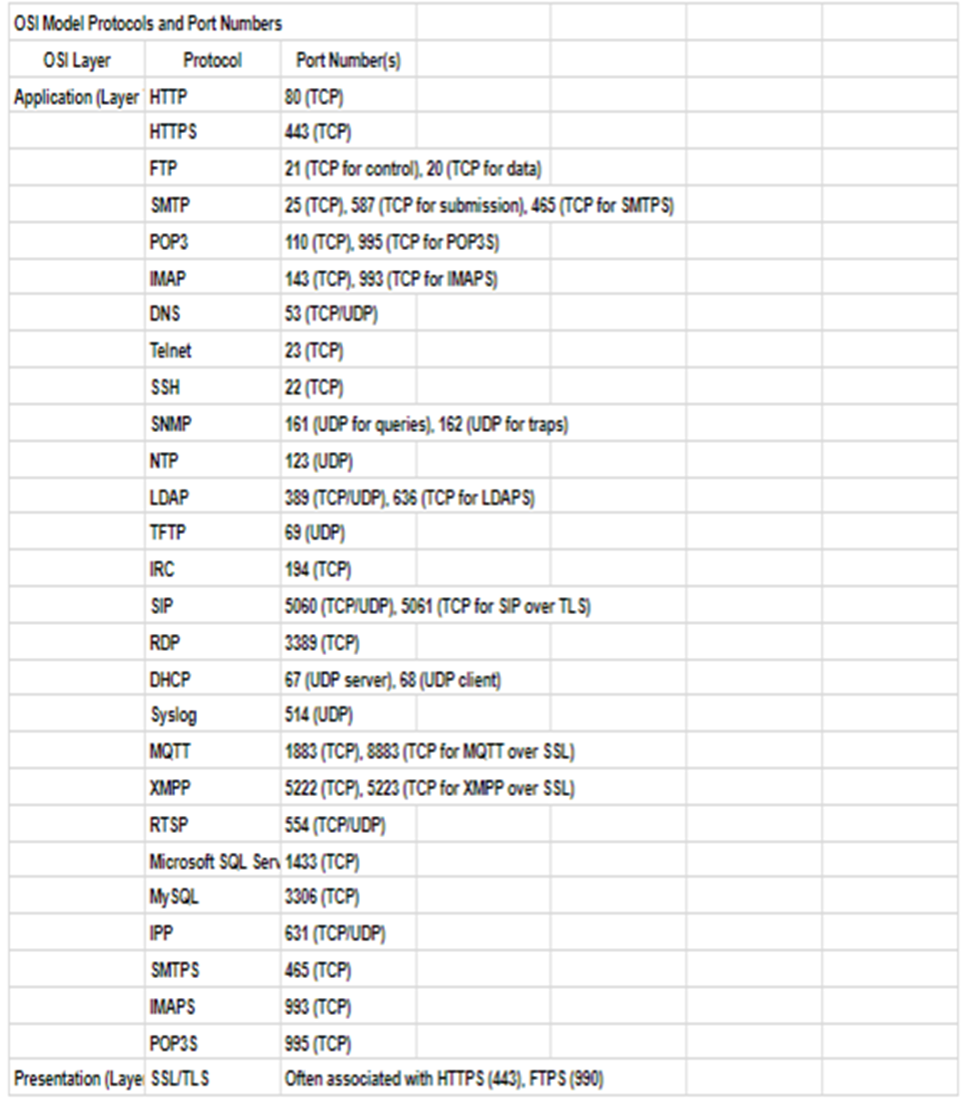 OSI Model Protocols and Port Numbers
OSI Layer Protocol Port Number(s)
Application (Layer HTTP 80 (TCP)
HTTPS 443 (TCP)
FTP 21 (TCP for control), 20 (TCP for data)
SMTP 25 (TCP), 587 (TCP for submission), 465 (TCP for SMTPS)
POP3 110 (TCP), 995 (TCP for POP3S)
IMAP 143 (TCP), 993 (TCP for IMAPS)
DNS 53 (TCP/UDP)
Telnet 23 (TCP)
SSH 22 (TCP)
SNMP 161 (UDP for queries), 162 (UDP for traps)
NTP 123 (UDP)
LDAP 389 (TCP/UDP), 636 (TCP for LDAPS)
TFTP 69 (UDP)
IRC 194 (TCP)
SIP 5060 (TCP/UDP), 5061 (TCP for SIP over TLS)
RDP 3389 (TCP)
DHCP 67 (UDP server), 68 (UDP client)
Syslog 514 (UDP)
MQTT 1883 (TCP), 8883 (TCP for MQTT over SSL)
XMPP 5222 (TCP), 5223 (TCP for XMPP over SSL)
RTSP 554 (TCP/UDP)
Microsoft SQL Serv 1433 (TCP)
MySQL 3306 (TCP)
IPP 631 (TCP/UDP)
SMTPS 465 (TCP)
IMAPS 993 (TCP)
POP3S 995 (TCP)
Presentation (Laye SSL/TLS Often associated with HTTPS (443), FTPS (990)